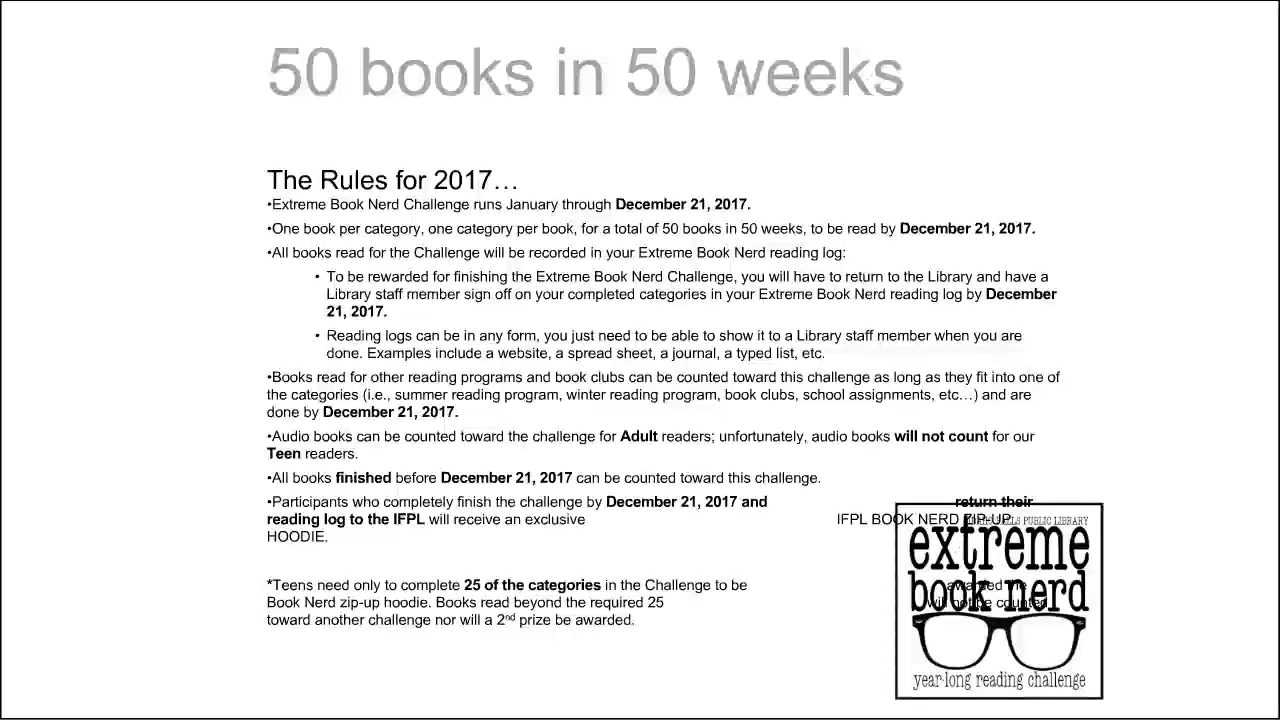 50 books in 50 weeks
The Rules for 2017…
•Extreme Book Nerd Challenge runs January through December 21, 2017.
•One book per category, one category per book, for a total of 50 books in 50 weeks, to be read by December 21, 2017.
•All books read for the Challenge will be recorded in your Extreme Book Nerd reading log:
• To be rewarded for finishing the Extreme Book Nerd Challenge, you will have to return to the Library and have a
Library staff member sign off on your completed categories in your Extreme Book Nerd reading log by December
21, 2017.
• Reading logs can be in any form, you just need to be able to show it to a Library staff member when you are
done. Examples include a website, a spread sheet, a journal, a typed list, etc.
•Books read for other reading programs and book clubs can be counted toward this challenge as long as they fit into one of
the categories (i.e., summer reading program, winter reading program, book clubs, school assignments, etc…) and are
done by December 21, 2017.
•Audio books can be counted toward the challenge for Adult readers; unfortunately, audio books will not count for our
Teen readers.
•All books finished before December 21, 2017 can be counted toward this challenge.
•Participants who completely finish the challenge by December 21, 2017 and return their
reading log to the IFPL will receive an exclusive IFPL BOOK NERD ZIP-UP
HOODIE.
*Teens need only to complete 25 of the categories in the Challenge to be awarded the
Book Nerd zip-up hoodie. Books read beyond the required 25 will not be counted
toward another challenge nor will a 2nd prize be awarded.
PUBLIC LIBRARY
extreme
book nerd
year-long reading challenge